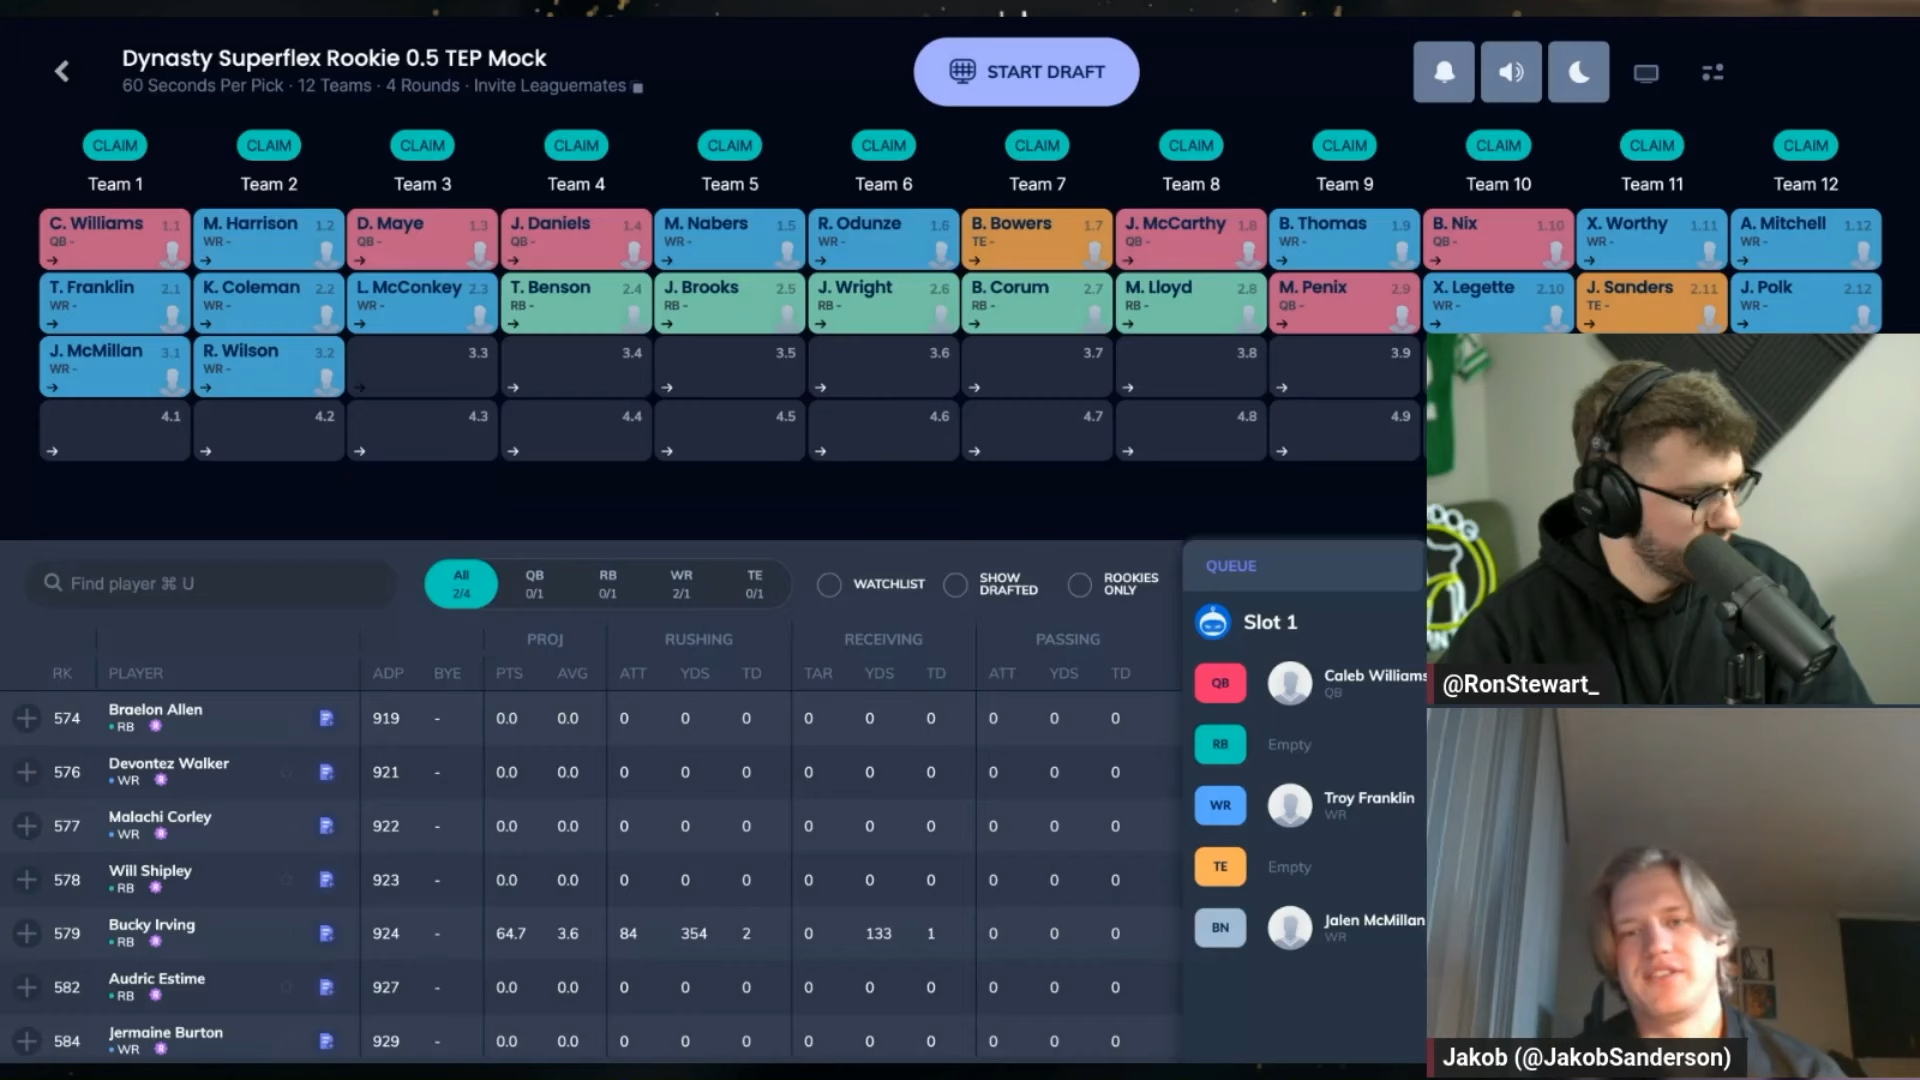 Dynasty Superflex Rookie 0.5 TEP Mock
60 Seconds Per Pick · 12 Teams · 4 Rounds · Invite Leaguemates
START DRAFT
CLAIM CLAIM CLAIM CLAIM CLAIM CLAIM CLAIM CLAIM CLAIM CLAIM CLAIM CLAIM
Team 1 Team 2 Team 3 Team 4 Team 5 Team 6 Team 7 Team 8 Team 9 Team 10 Team 11 Team 12
C. Williams 1.1 M. Harrison 1.2 D. Maye 1.3 J. Daniels 1.4 M. Nabers 1.5 R. Odunze 1.6 B. Bowers 1.7 J. McCarthy 1.8 B. Thomas 1.9 B. Nix 1.10 X. Worthy 1.11 A. Mitchell 1.12
QB - WR - QB - QB - WR - WR - TE - QB - WR - QB - WR - WR -
T. Franklin 2.1 K. Coleman 2.2 L. McConkey 2.3 T. Benson 2.4 J. Brooks 2.5 J. Wright 2.6 B. Corum 2.7 M. Lloyd 2.8 M. Penix 2.9 X. Legette 2.10 J. Sanders 2.11 J. Polk 2.12
WR - WR - WR - RB - RB - RB - RB - RB - QB - WR - TE - WR -
J. McMillan 3.1 R. Wilson 3.2 3.3 3.4 3.5 3.6 3.7 3.8 3.9
WR - WR -
4.1 4.2 4.3 4.4 4.5 4.6 4.7 4.8 4.9
Find player ⌘ U
All QB RB WR TE
2/4 0/1 0/1 2/1 0/1
WATCHLIST
SHOW DRAFTED
ROOKIES ONLY
PROJ RUSHING RECEIVING PASSING
RK PLAYER ADP BYE PTS AVG ATT YDS TD TAR YDS TD ATT YDS TD
574 Braelon Allen 919 - 0.0 0.0 0 0 0 0 0 0 0 0 0
RB R
576 Devontez Walker 921 - 0.0 0.0 0 0 0 0 0 0 0 0 0
WR R
577 Malachi Corley 922 - 0.0 0.0 0 0 0 0 0 0 0 0 0
WR R
578 Will Shipley 923 - 0.0 0.0 0 0 0 0 0 0 0 0 0
RB R
579 Bucky Irving 924 - 64.7 3.6 84 354 2 0 133 1 0 0 0
RB R
582 Audric Estime 927 - 0.0 0.0 0 0 0 0 0 0 0 0 0
RB R
584 Jermaine Burton 929 - 0.0 0.0 0 0 0 0 0 0 0 0 0
WR R
QUEUE
Slot 1
QB Caleb Williams
QB
RB Empty
WR Troy Franklin
WR
TE Empty
BN Jalen McMillan
WR
@RonStewart_
Jakob (@JakobSanderson)